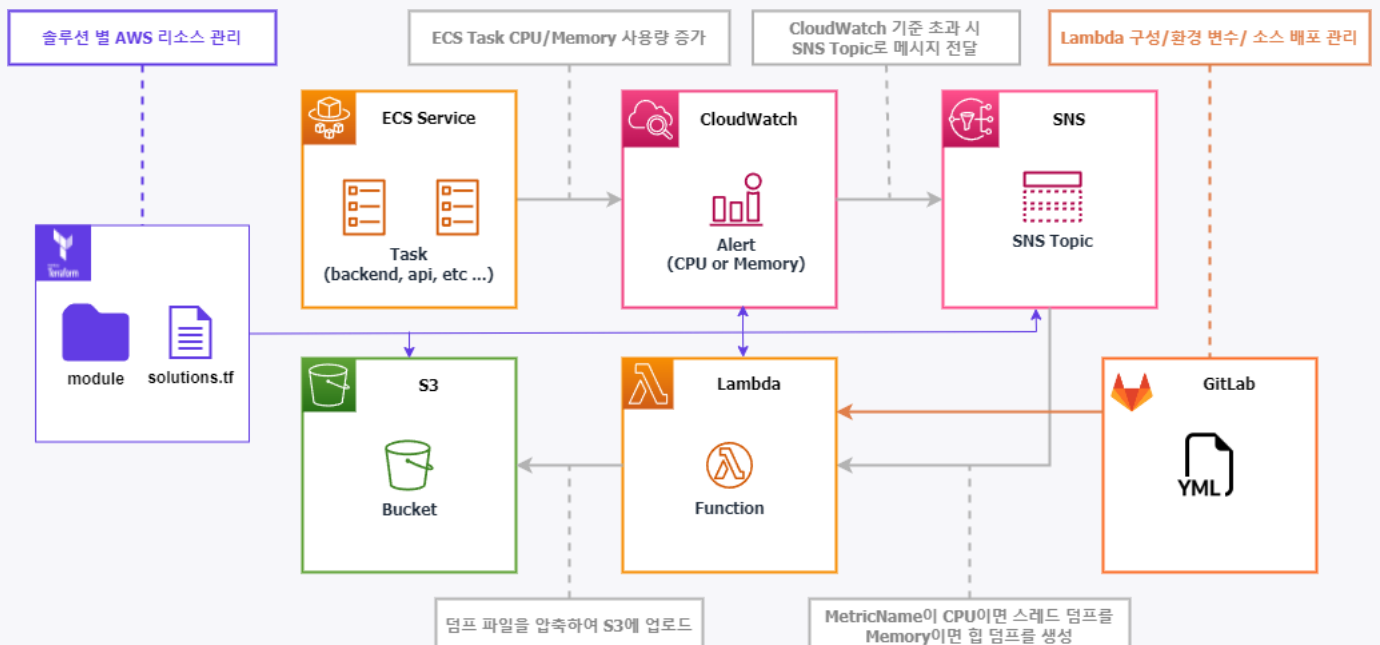 솔루션 별 AWS 리소스 관리
ECS Task CPU/Memory 사용량 증가
CloudWatch 기준 초과 시
SNS Topic로 메시지 전달
Lambda 구성/환경 변수/ 소스 배포 관리
ECS Service
Task
(backend, api, etc ...)
CloudWatch
Alert
(CPU or Memory)
SNS
SNS Topic
Terraform
module
solutions.tf
S3
Bucket
Lambda
Function
GitLab
YML
덤프 파일을 압축하여 S3에 업로드
MetricName이 CPU이면 스레드 덤프를
Memory이면 힙 덤프를 생성